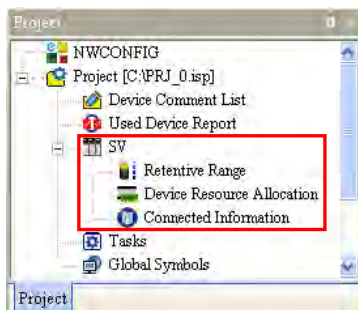 Project
NWCONFIG
Project [C:\PRJ_0.isp]
Device Comment List
Used Device Report
SV
Retentive Range
Device Resource Allocation
Connected Information
Tasks
Global Symbols
Project